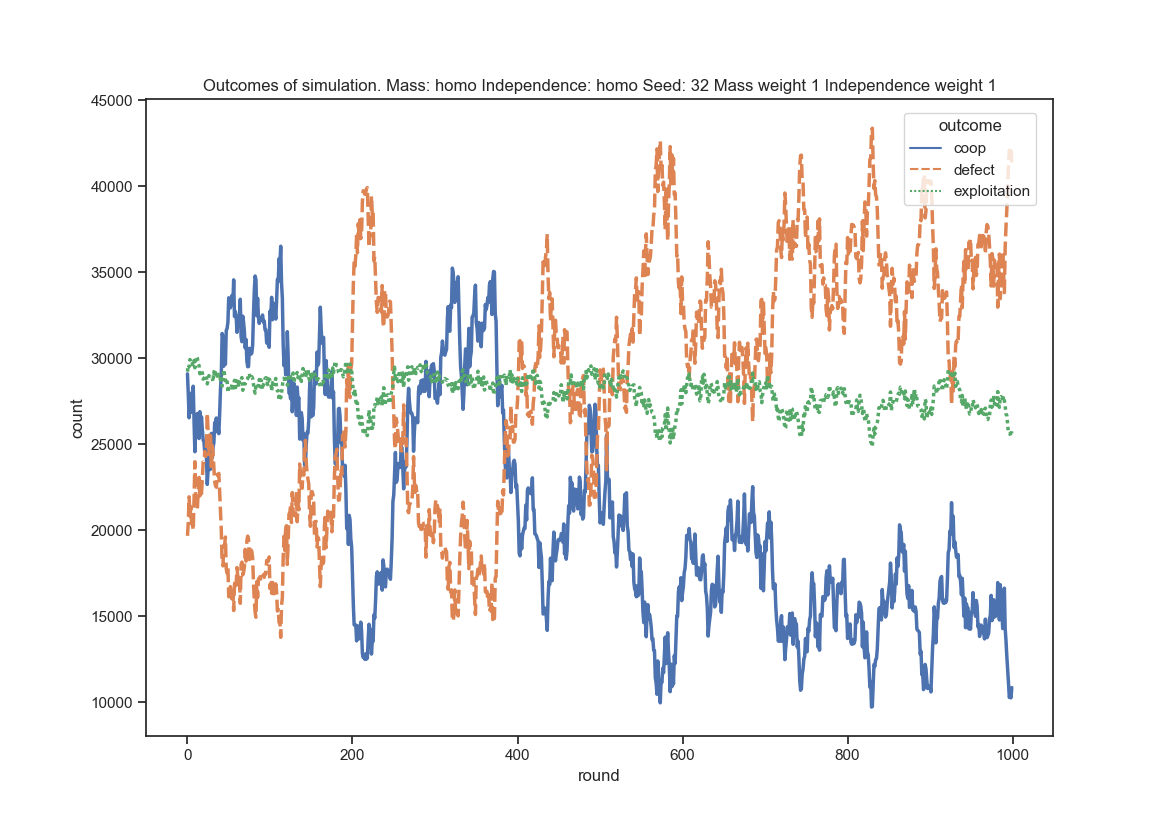 Outcomes of simulation. Mass: homo Independence: homo Seed: 32 Mass weight 1 Independence weight 1
45000
40000
35000
30000
25000
20000
15000
10000
count
outcome
coop
defect
exploitation
0
200
400
600
800
1000
round